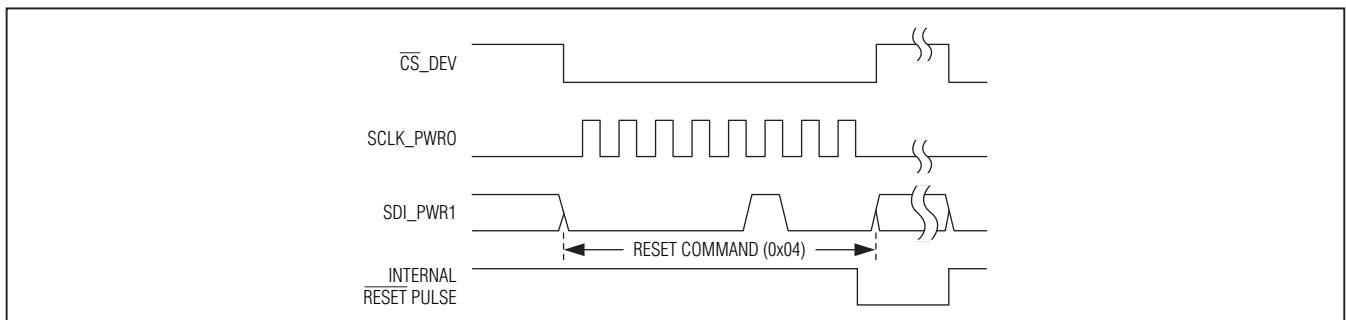 CS_DEV
SCLK_PWR0
SDI_PWR1
RESET COMMAND (0x04)
INTERNAL
RESET PULSE